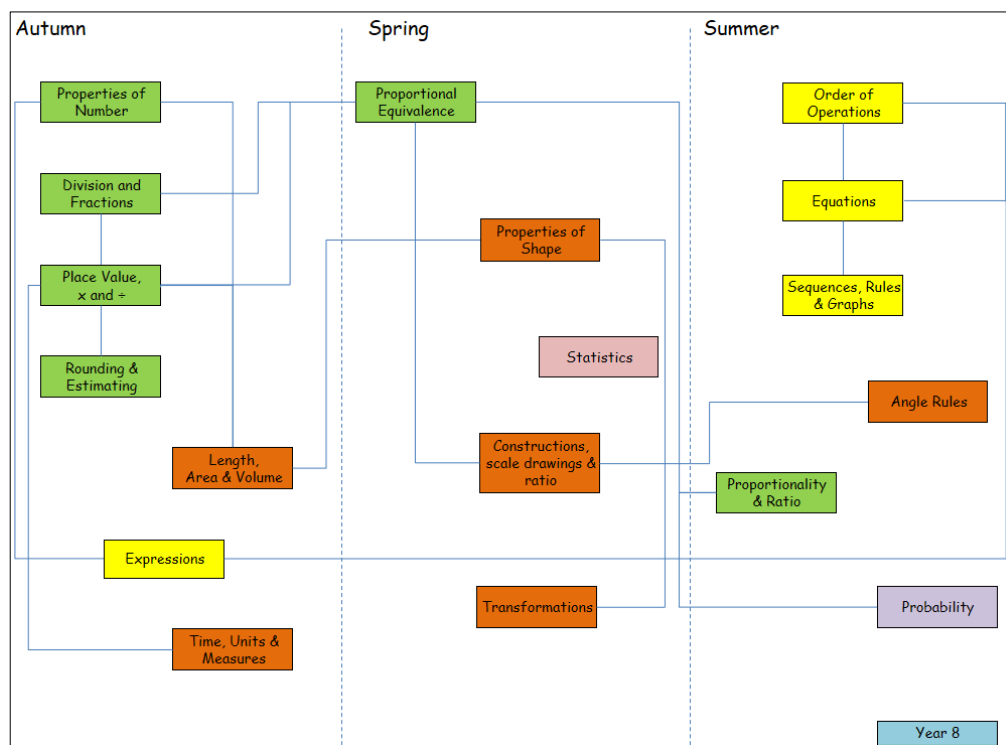 Autumn
Spring
Summer
Properties of
Number
Division and
Fractions
Place Value,
x and ÷
Rounding &
Estimating
Length,
Area & Volume
Expressions
Time, Units &
Measures
Proportional
Equivalence
Properties of
Shape
Statistics
Constructions,
scale drawings &
ratio
Transformations
Order of
Operations
Equations
Sequences, Rules
& Graphs
Angle Rules
Proportionality
& Ratio
Probability
Year 8